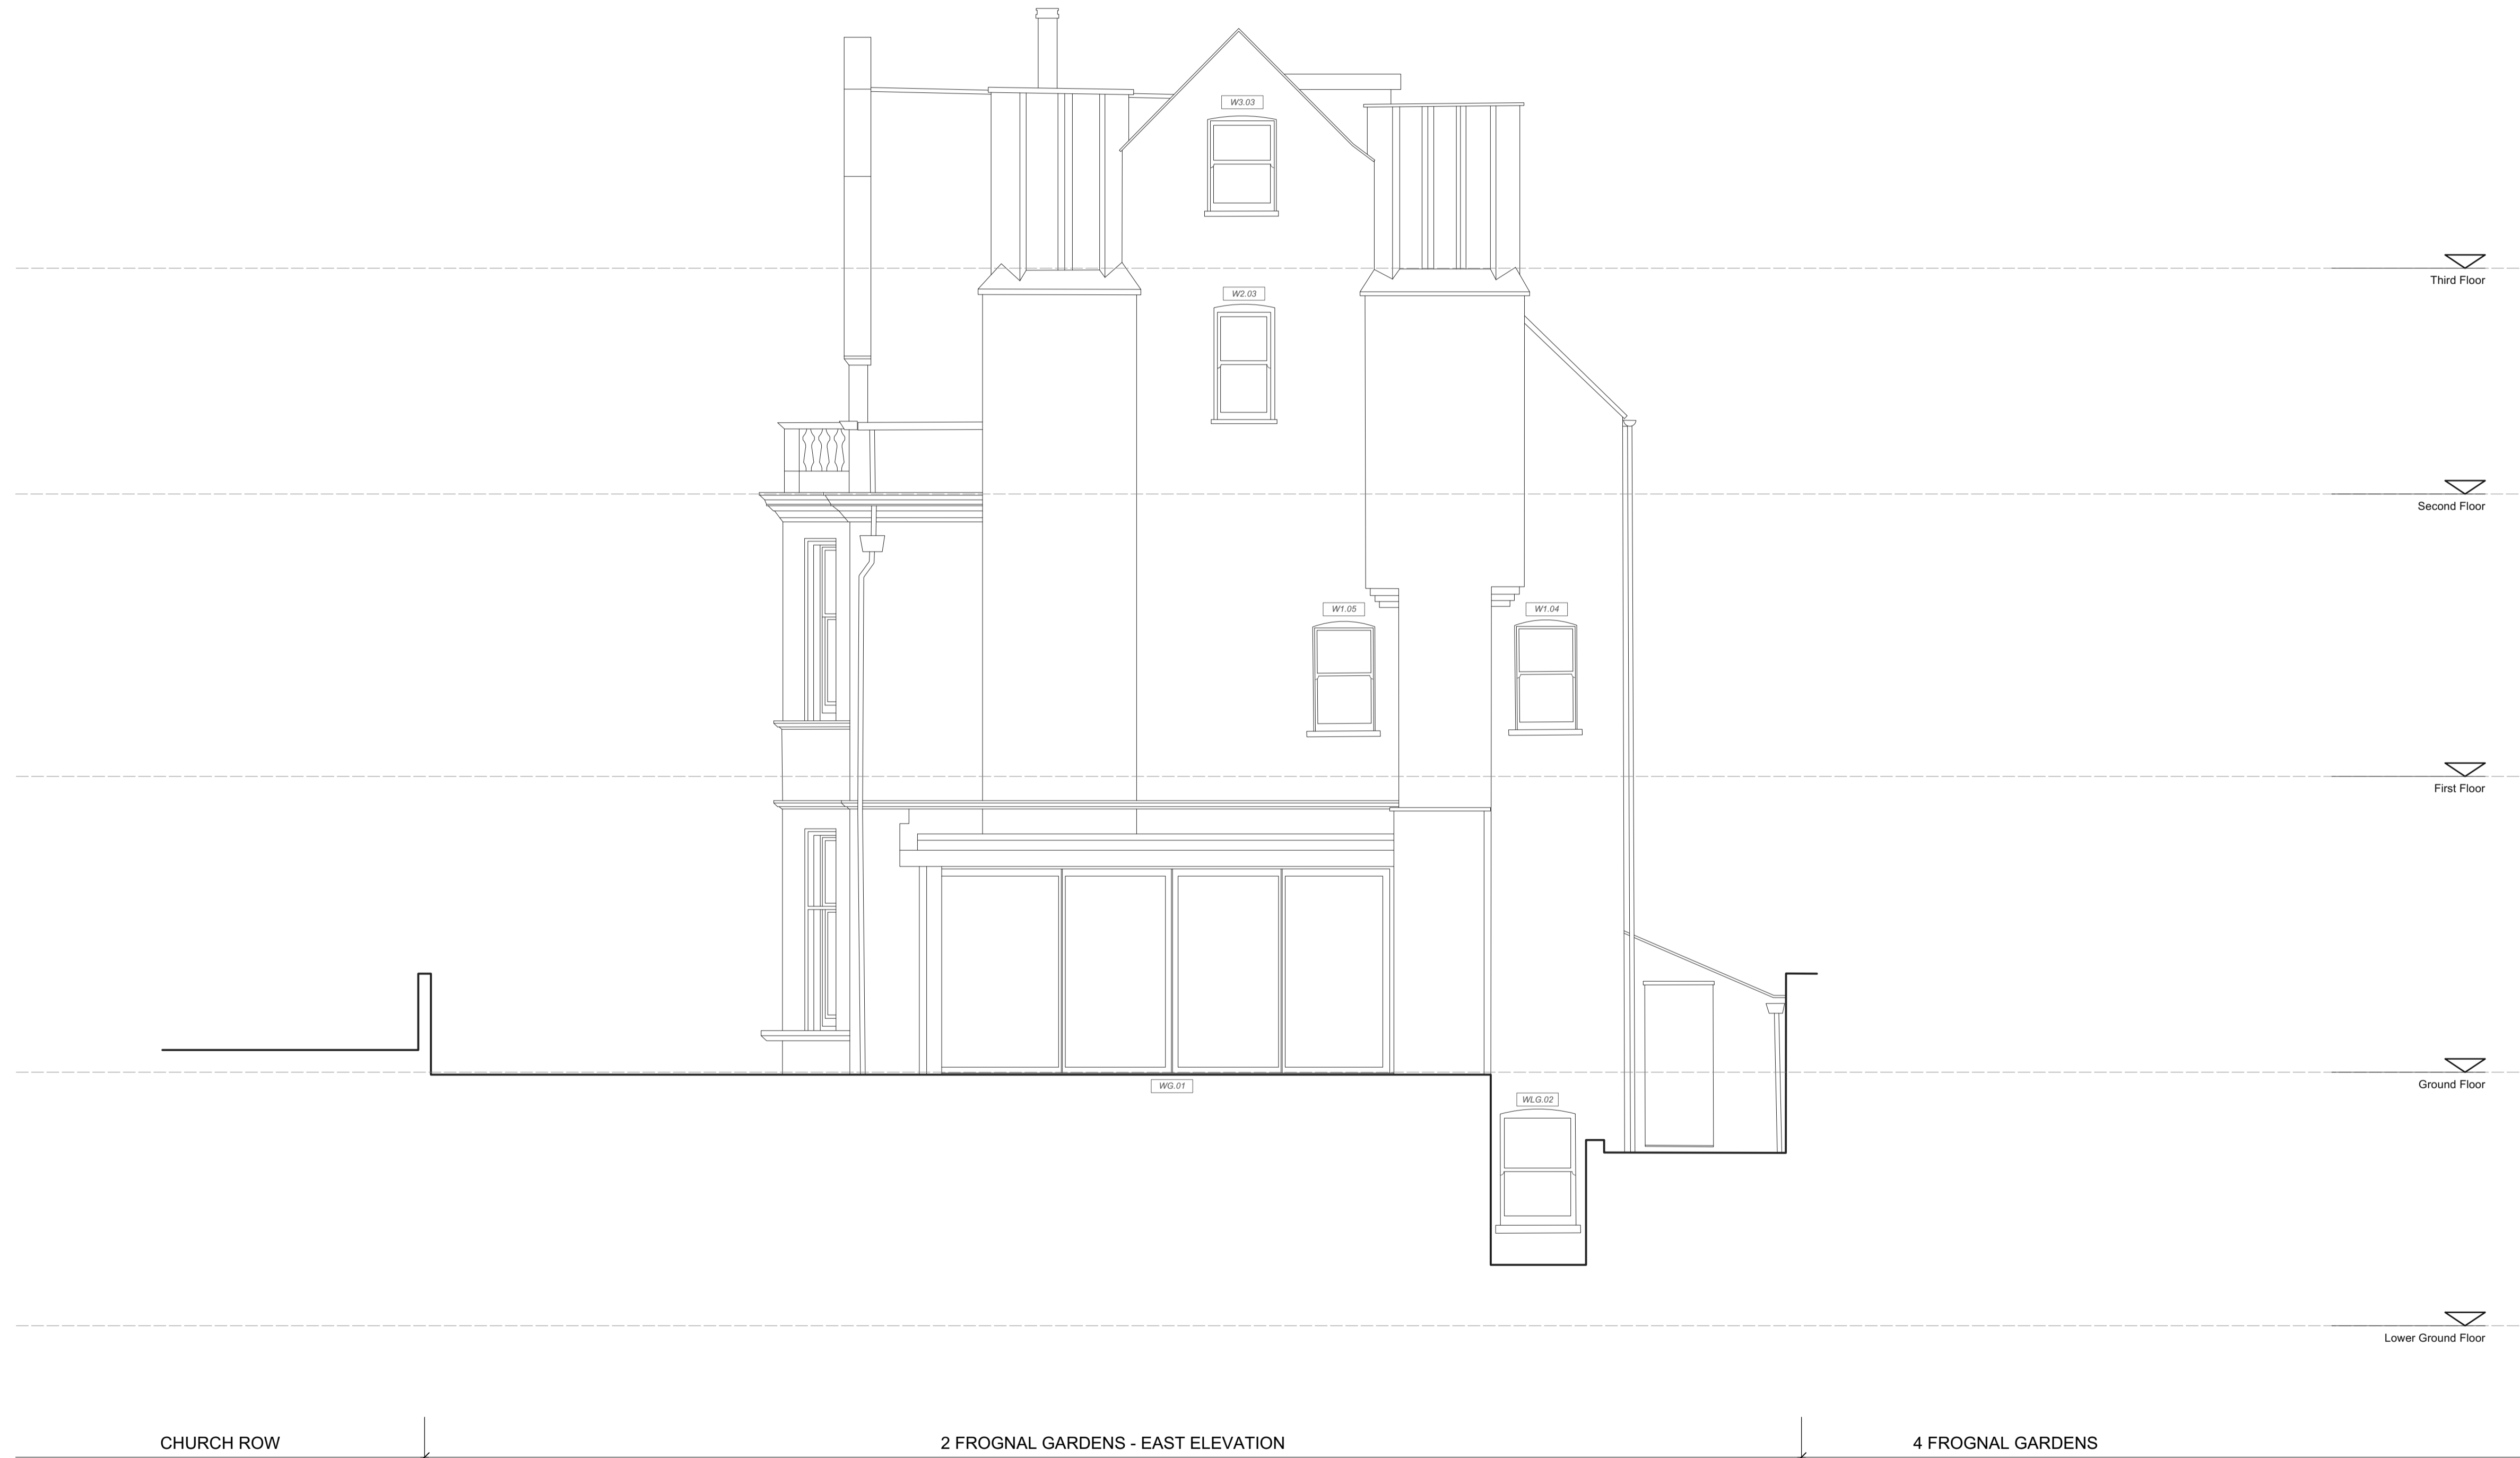 W3.03
Third Floor
W2.03
Second Floor
W1.05
W1.04
First Floor
WG.01
Ground Floor
WLG.02
Lower Ground Floor
CHURCH ROW
2 FROGNAL GARDENS - EAST ELEVATION
4 FROGNAL GARDENS